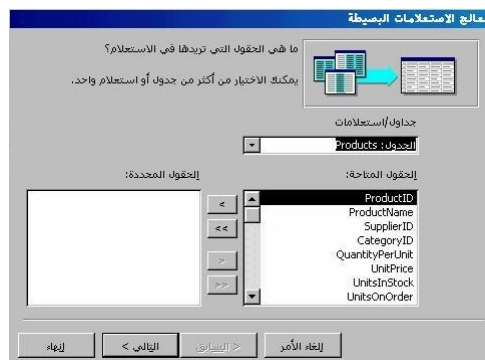 معالج الاستعلامات البسيطة
ما هي الحقول التي تريدها في الاستعلام؟
يمكنك الاختيار من أكثر من جدول أو استعلام واحد.
جداول/استعلامات
الجدول: Products
الحقول المتاحة:
الحقول المحددة:
ProductID
ProductName
SupplierID
CategoryID
QuantityPerUnit
UnitPrice
UnitsInStock
UnitsOnOrder
>
>>
<
<<
إلغاء الأمر
< السابق
التالي >
إنهاء